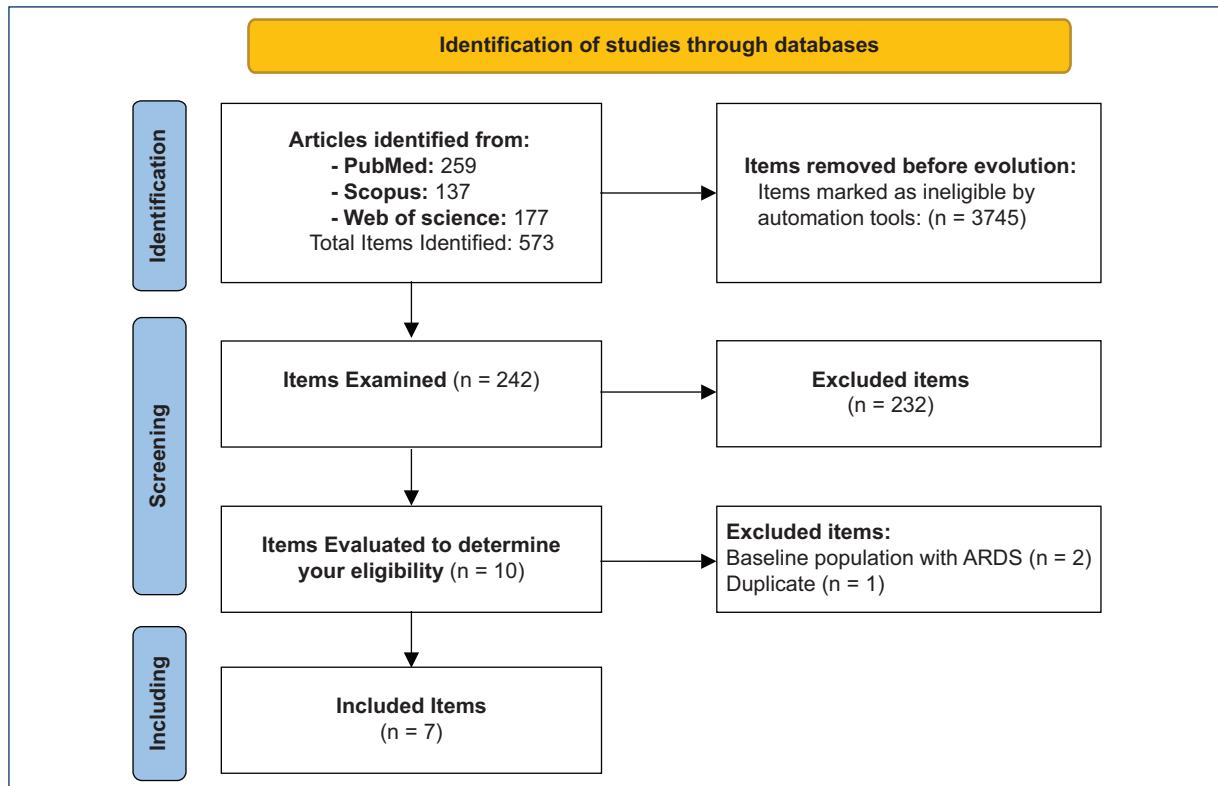 Identification of studies through databases
Identification
Articles identified from:
- PubMed: 259
- Scopus: 137
- Web of science: 177
Total Items Identified: 573
Items removed before evolution:
Items marked as ineligible by
automation tools: (n = 3745)
Screening
Items Examined (n = 242)
Excluded items
(n = 232)
Items Evaluated to determine
your eligibility (n = 10)
Excluded items:
Baseline population with ARDS (n = 2)
Duplicate (n = 1)
Including
Included Items
(n = 7)